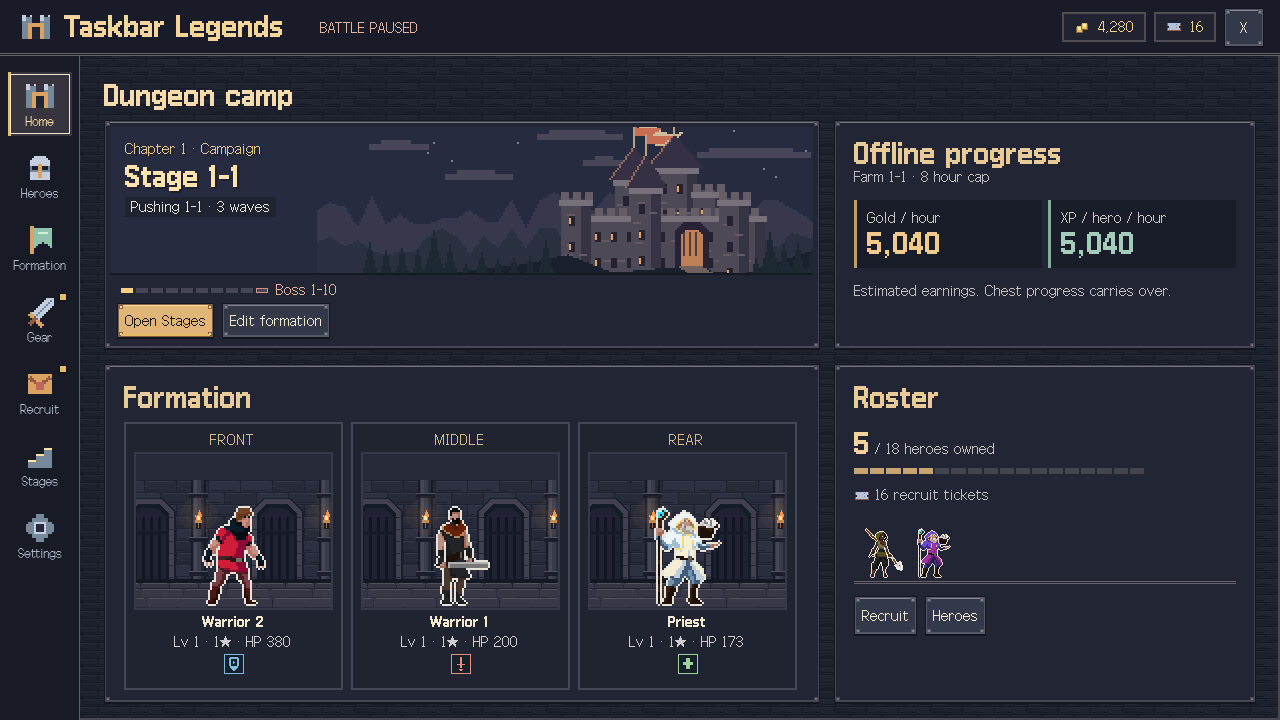 Taskbar Legends
BATTLE PAUSED
4,280
16
X
Home
Heroes
Formation
Gear
Recruit
Stages
Settings
Dungeon camp
Chapter 1 · Campaign
Stage 1-1
Pushing 1-1 · 3 waves
Boss 1-10
Open Stages
Edit formation
Offline progress
Farm 1-1 · 8 hour cap
Gold / hour
5,040
XP / hero / hour
5,040
Estimated earnings. Chest progress carries over.
Formation
FRONT
Warrior 2
Lv 1 · 1★ · HP 380
MIDDLE
Warrior 1
Lv 1 · 1★ · HP 200
REAR
Priest
Lv 1 · 1★ · HP 173
Roster
5 / 18 heroes owned
16 recruit tickets
Recruit
Heroes